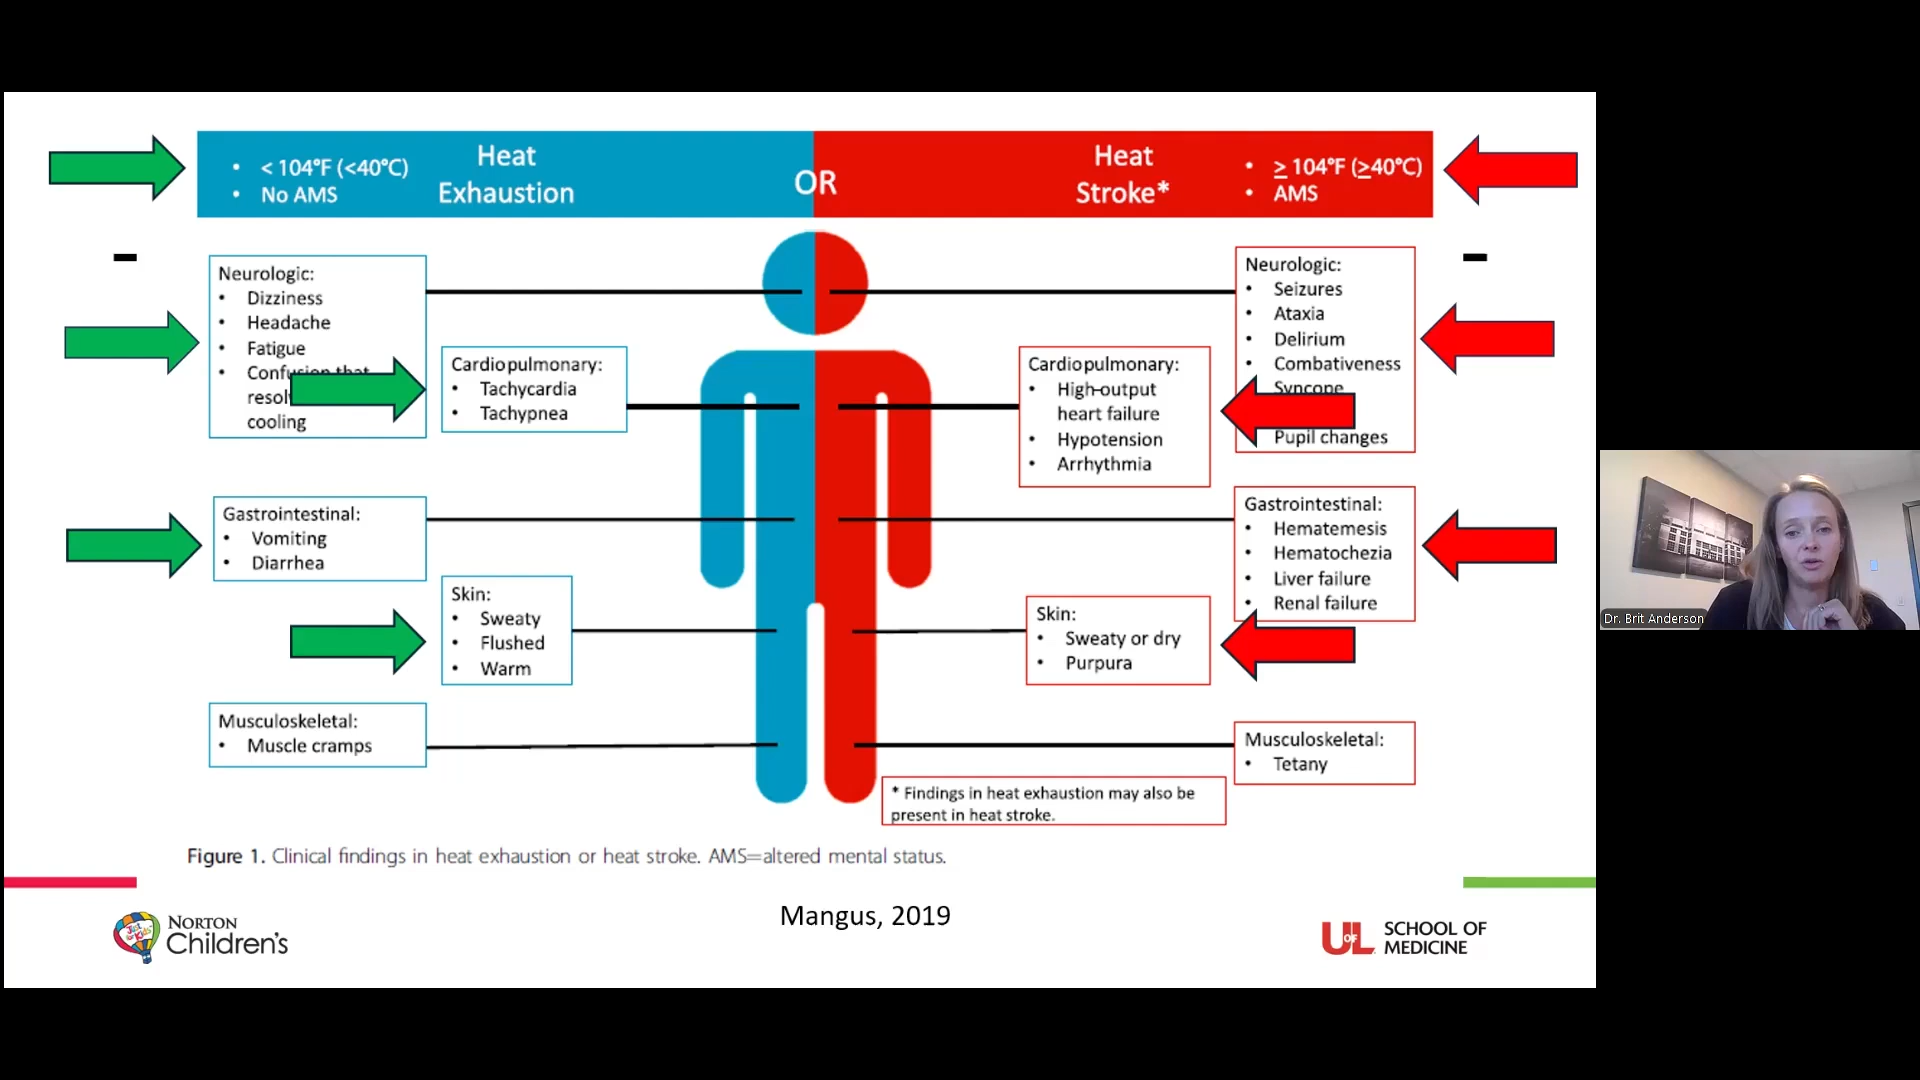 • < 104°F (<40°C)
• No AMS
Heat
Exhaustion
OR
Heat
Stroke*
• ≥ 104°F (≥40°C)
• AMS
Neurologic:
• Dizziness
• Headache
• Fatigue
• Confusion that
cooling
Cardiopulmonary:
• Tachycardia
• Tachypnea
Gastrointestinal:
• Vomiting
• Diarrhea
Skin:
• Sweaty
• Flushed
• Warm
Musculoskeletal:
• Muscle cramps
Cardiopulmonary:
• High-output
heart failure
• Hypotension
• Arrhythmia
Neurologic:
• Seizures
• Ataxia
• Delirium
• Combativeness
Syncope
Pupil changes
Gastrointestinal:
• Hematemesis
• Hematochezia
• Liver failure
• Renal failure
Skin:
• Sweaty or dry
• Purpura
Musculoskeletal:
• Tetany
* Findings in heat exhaustion may also be
present in heat stroke.
Figure 1. Clinical findings in heat exhaustion or heat stroke. AMS=altered mental status.
Mangus, 2019
Just for Kids
NORTON
Children's
UofL
SCHOOL OF
MEDICINE
Dr. Brit Anderson